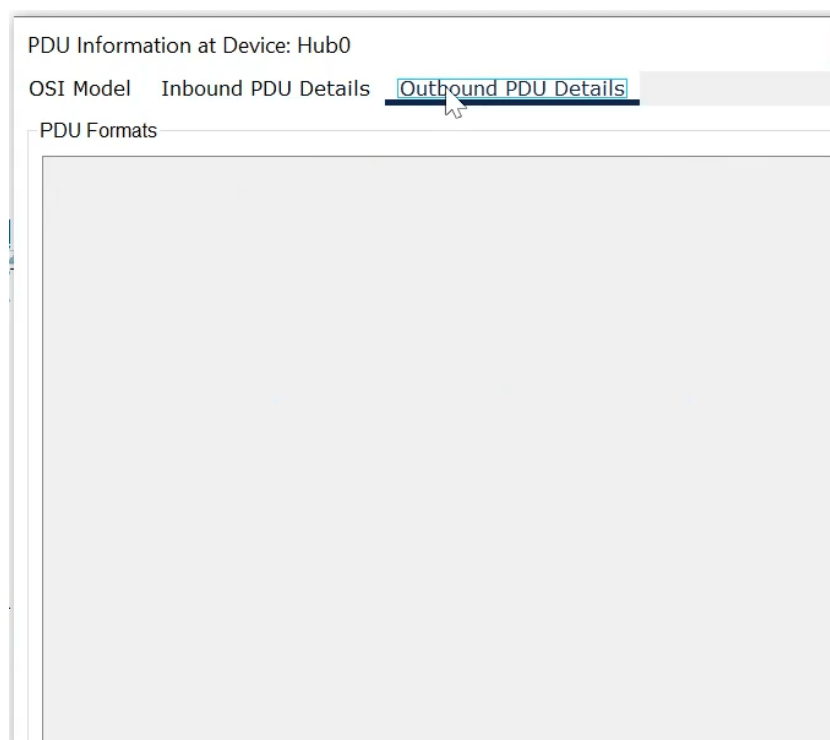 PDU Information at Device: Hub0
OSI Model Inbound PDU Details Outbound PDU Details
PDU Formats